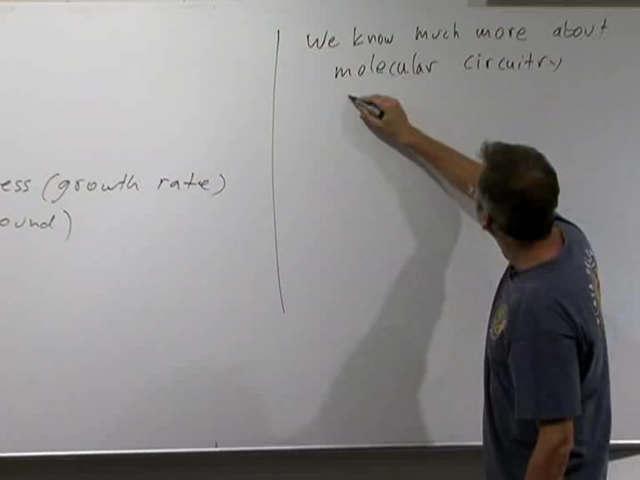 ess (growth rate)
ound)
We know much more about
molecular circuitry